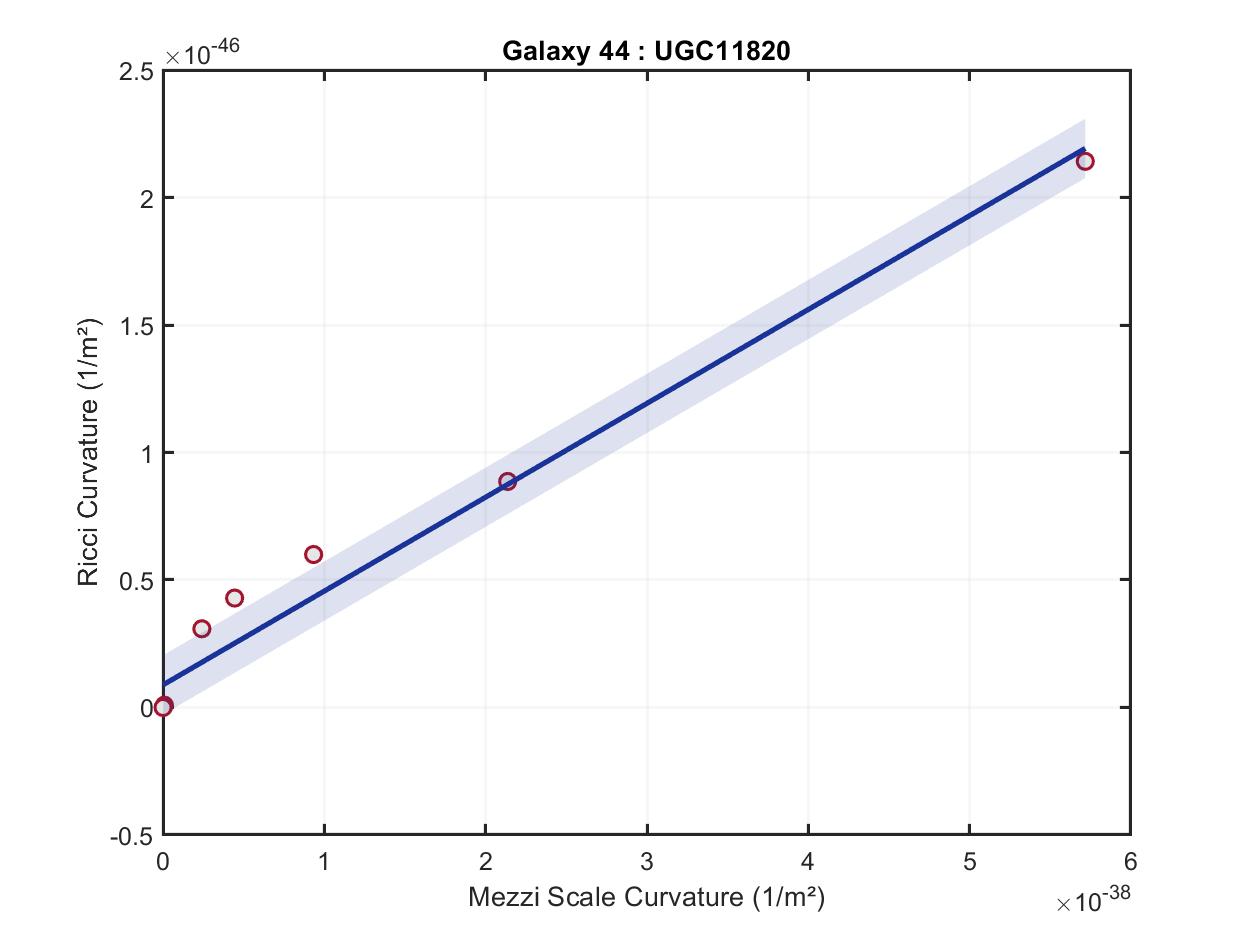 Galaxy 44 : UGC11820
×10⁻⁴⁶
2.5
2
1.5
1
0.5
0
-0.5
Ricci Curvature (1/m²)
0 1 2 3 4 5 6
Mezzi Scale Curvature (1/m²)
×10⁻³⁸